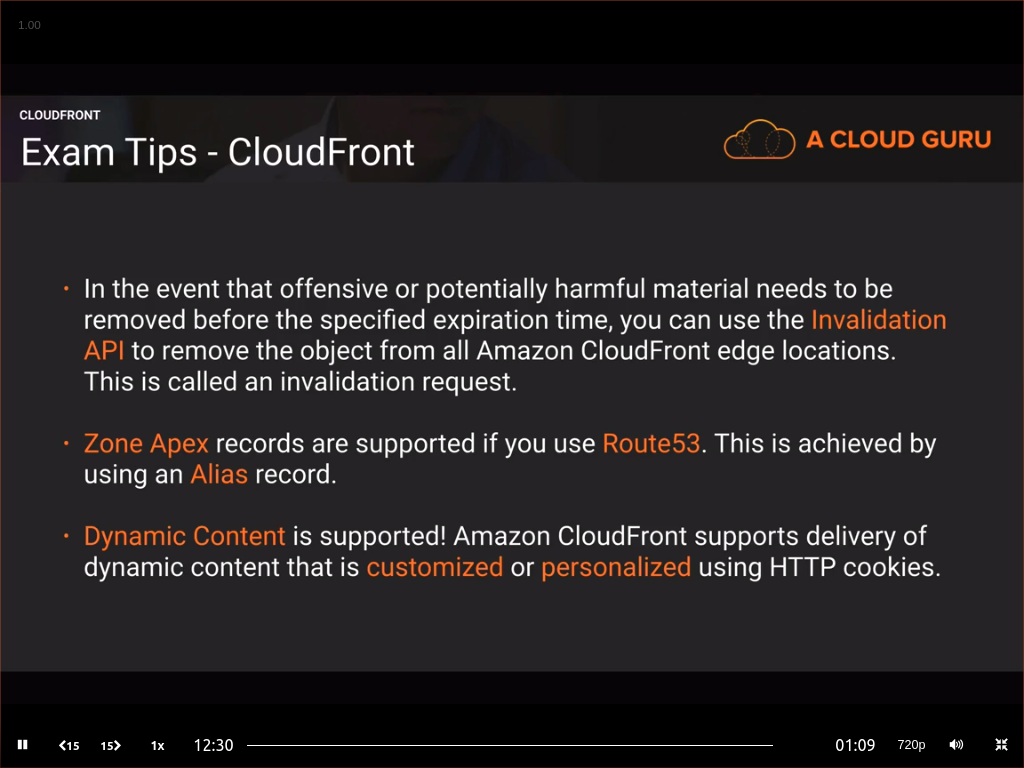 1.00
CLOUDFRONT
Exam Tips - CloudFront
A CLOUD GURU
• In the event that offensive or potentially harmful material needs to be
removed before the specified expiration time, you can use the Invalidation
API to remove the object from all Amazon CloudFront edge locations.
This is called an invalidation request.
• Zone Apex records are supported if you use Route53. This is achieved by
using an Alias record.
• Dynamic Content is supported! Amazon CloudFront supports delivery of
dynamic content that is customized or personalized using HTTP cookies.
15 15 1x 12:30 01:09 720p